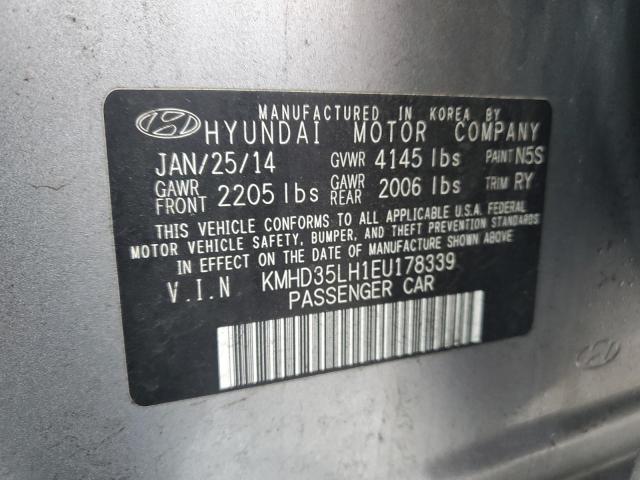 MANUFACTURED IN KOREA BY
HYUNDAI MOTOR COMPANY
JAN/25/14 GVWR 4145 lbs PAINT N5S
GAWR FRONT 2205 lbs GAWR REAR 2006 lbs TRIM RY
THIS VEHICLE CONFORMS TO ALL APPLICABLE U.S.A. FEDERAL
MOTOR VEHICLE SAFETY, BUMPER, AND THEFT PREVENTION STANDARDS
IN EFFECT ON THE DATE OF MANUFACTURE SHOWN ABOVE.
V.I.N KMHD35LH1EU178339
PASSENGER CAR